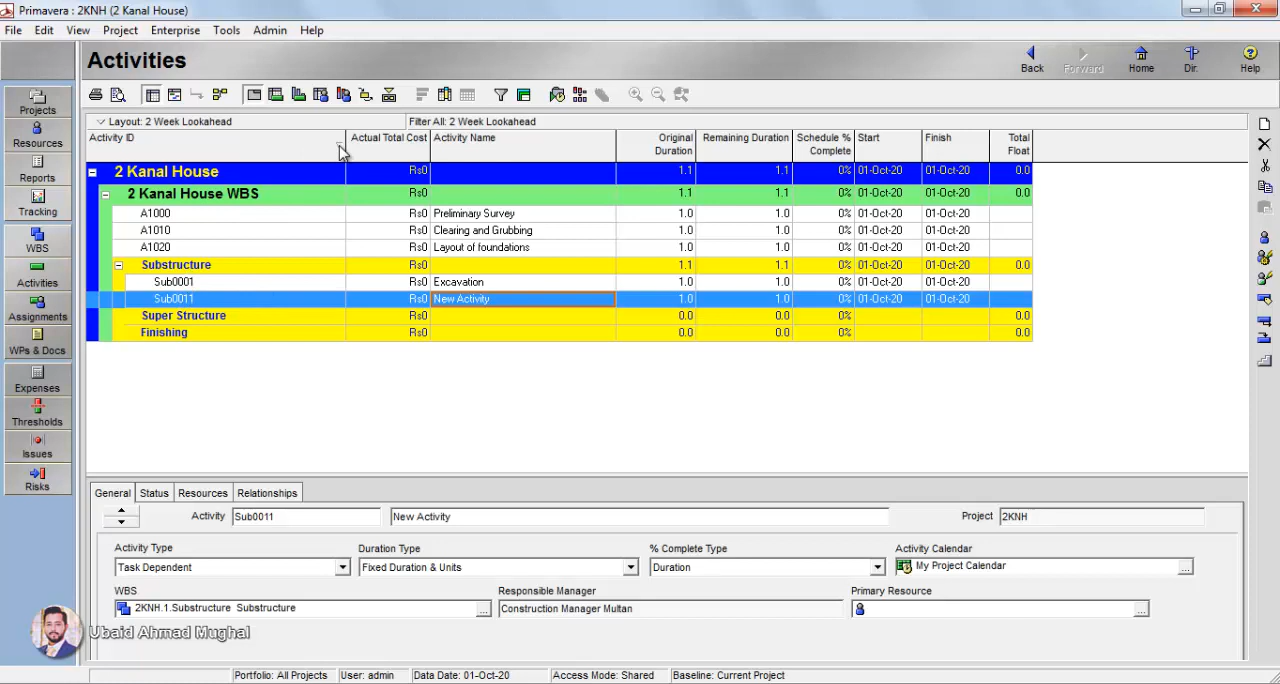 Primavera : 2KNH (2 Kanal House)
File Edit View Project Enterprise Tools Admin Help
Activities
Back Forward Home Dir. Help
Projects
Resources
Reports
Tracking
WBS
Activities
Assignments
WPs & Docs
Expenses
Thresholds
Issues
Risks
Layout: 2 Week Lookahead Filter All: 2 Week Lookahead
Activity ID Actual Total Cost Activity Name Original Duration Remaining Duration Schedule % Complete Start Finish Total Float
2 Kanal House Rs0 1.1 1.1 0% 01-Oct-20 01-Oct-20 0.0
2 Kanal House WBS Rs0 1.1 1.1 0% 01-Oct-20 01-Oct-20 0.0
A1000 Rs0 Preliminary Survey 1.0 1.0 0% 01-Oct-20 01-Oct-20
A1010 Rs0 Clearing and Grubbing 1.0 1.0 0% 01-Oct-20 01-Oct-20
A1020 Rs0 Layout of foundations 1.0 1.0 0% 01-Oct-20 01-Oct-20
Substructure Rs0 1.1 1.1 0% 01-Oct-20 01-Oct-20 0.0
Sub0001 Rs0 Excavation 1.0 1.0 0% 01-Oct-20 01-Oct-20
Sub0011 Rs0 New Activity 1.0 1.0 0% 01-Oct-20 01-Oct-20
Super Structure Rs0 0.0 0.0 0% 0.0
Finishing Rs0 0.0 0.0 0% 0.0
General Status Resources Relationships
Activity Sub0011 New Activity Project 2KNH
Activity Type Duration Type % Complete Type Activity Calendar
Task Dependent Fixed Duration & Units Duration My Project Calendar ...
WBS Responsible Manager Primary Resource
2KNH.1.Substructure Substructure ... Construction Manager Multan ...
Ubaid Ahmad Mughal
Portfolio: All Projects User: admin Data Date: 01-Oct-20 Access Mode: Shared Baseline: Current Project